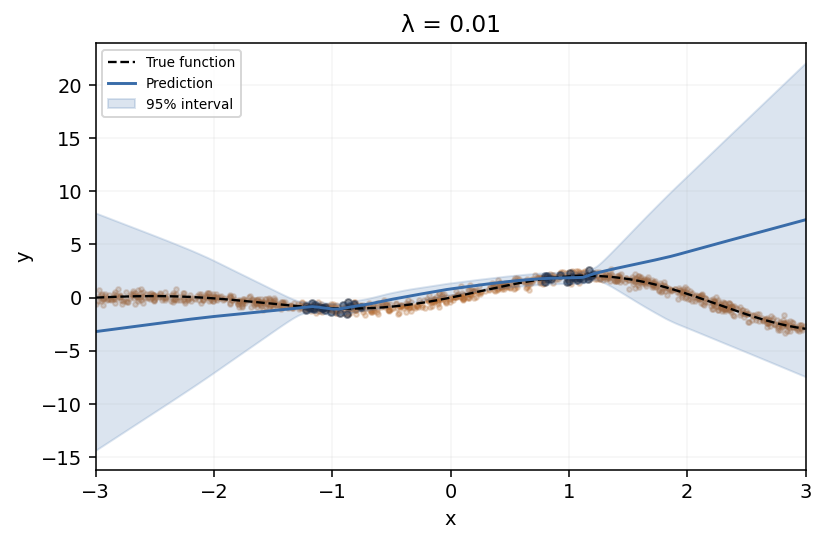 λ = 0.01
True function
Prediction
95% interval
20
15
10
5
0
−5
−10
−15
y
−3 −2 −1 0 1 2 3
x